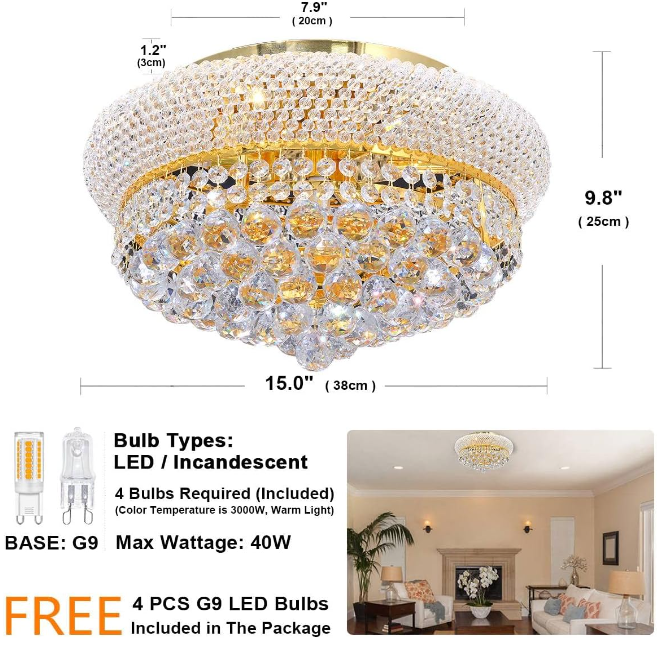 7.9"
( 20cm )
1.2"
(3cm)
9.8"
( 25cm )
15.0" ( 38cm )
Bulb Types:
LED / Incandescent
4 Bulbs Required (Included)
(Color Temperature is 3000W, Warm Light)
BASE: G9
Max Wattage: 40W
FREE
4 PCS G9 LED Bulbs
Included in The Package